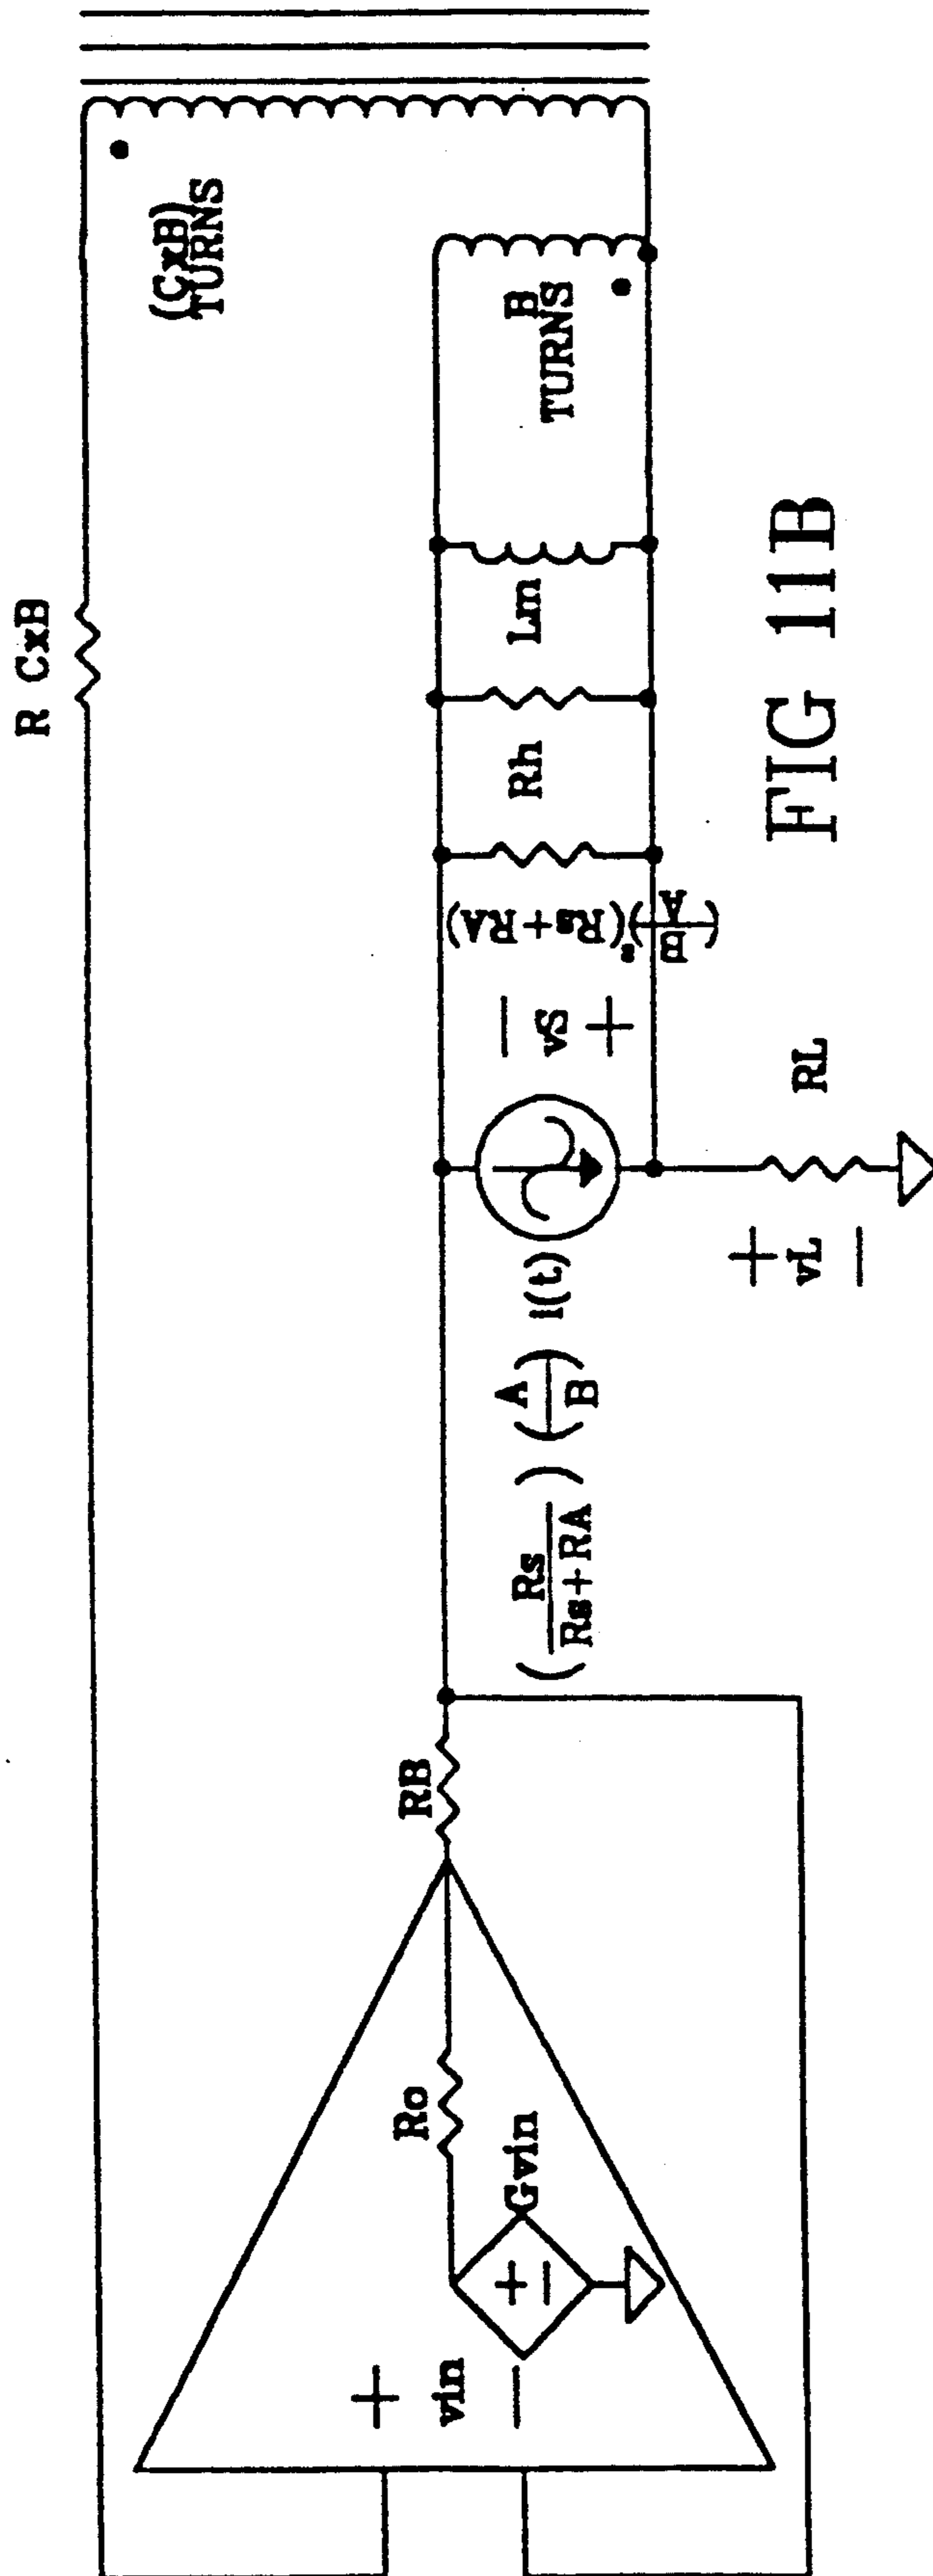 R CxB
(CxB)
TURNS
B
TURNS
Lm
Rh
(B/A)² (Rs+RA)
− vS +
(Rs/(Rs+RA)) (A/B) i(t)
+ vL −
RL
RB
Ro
Gvin
+ −
+ vin −
FIG 11B